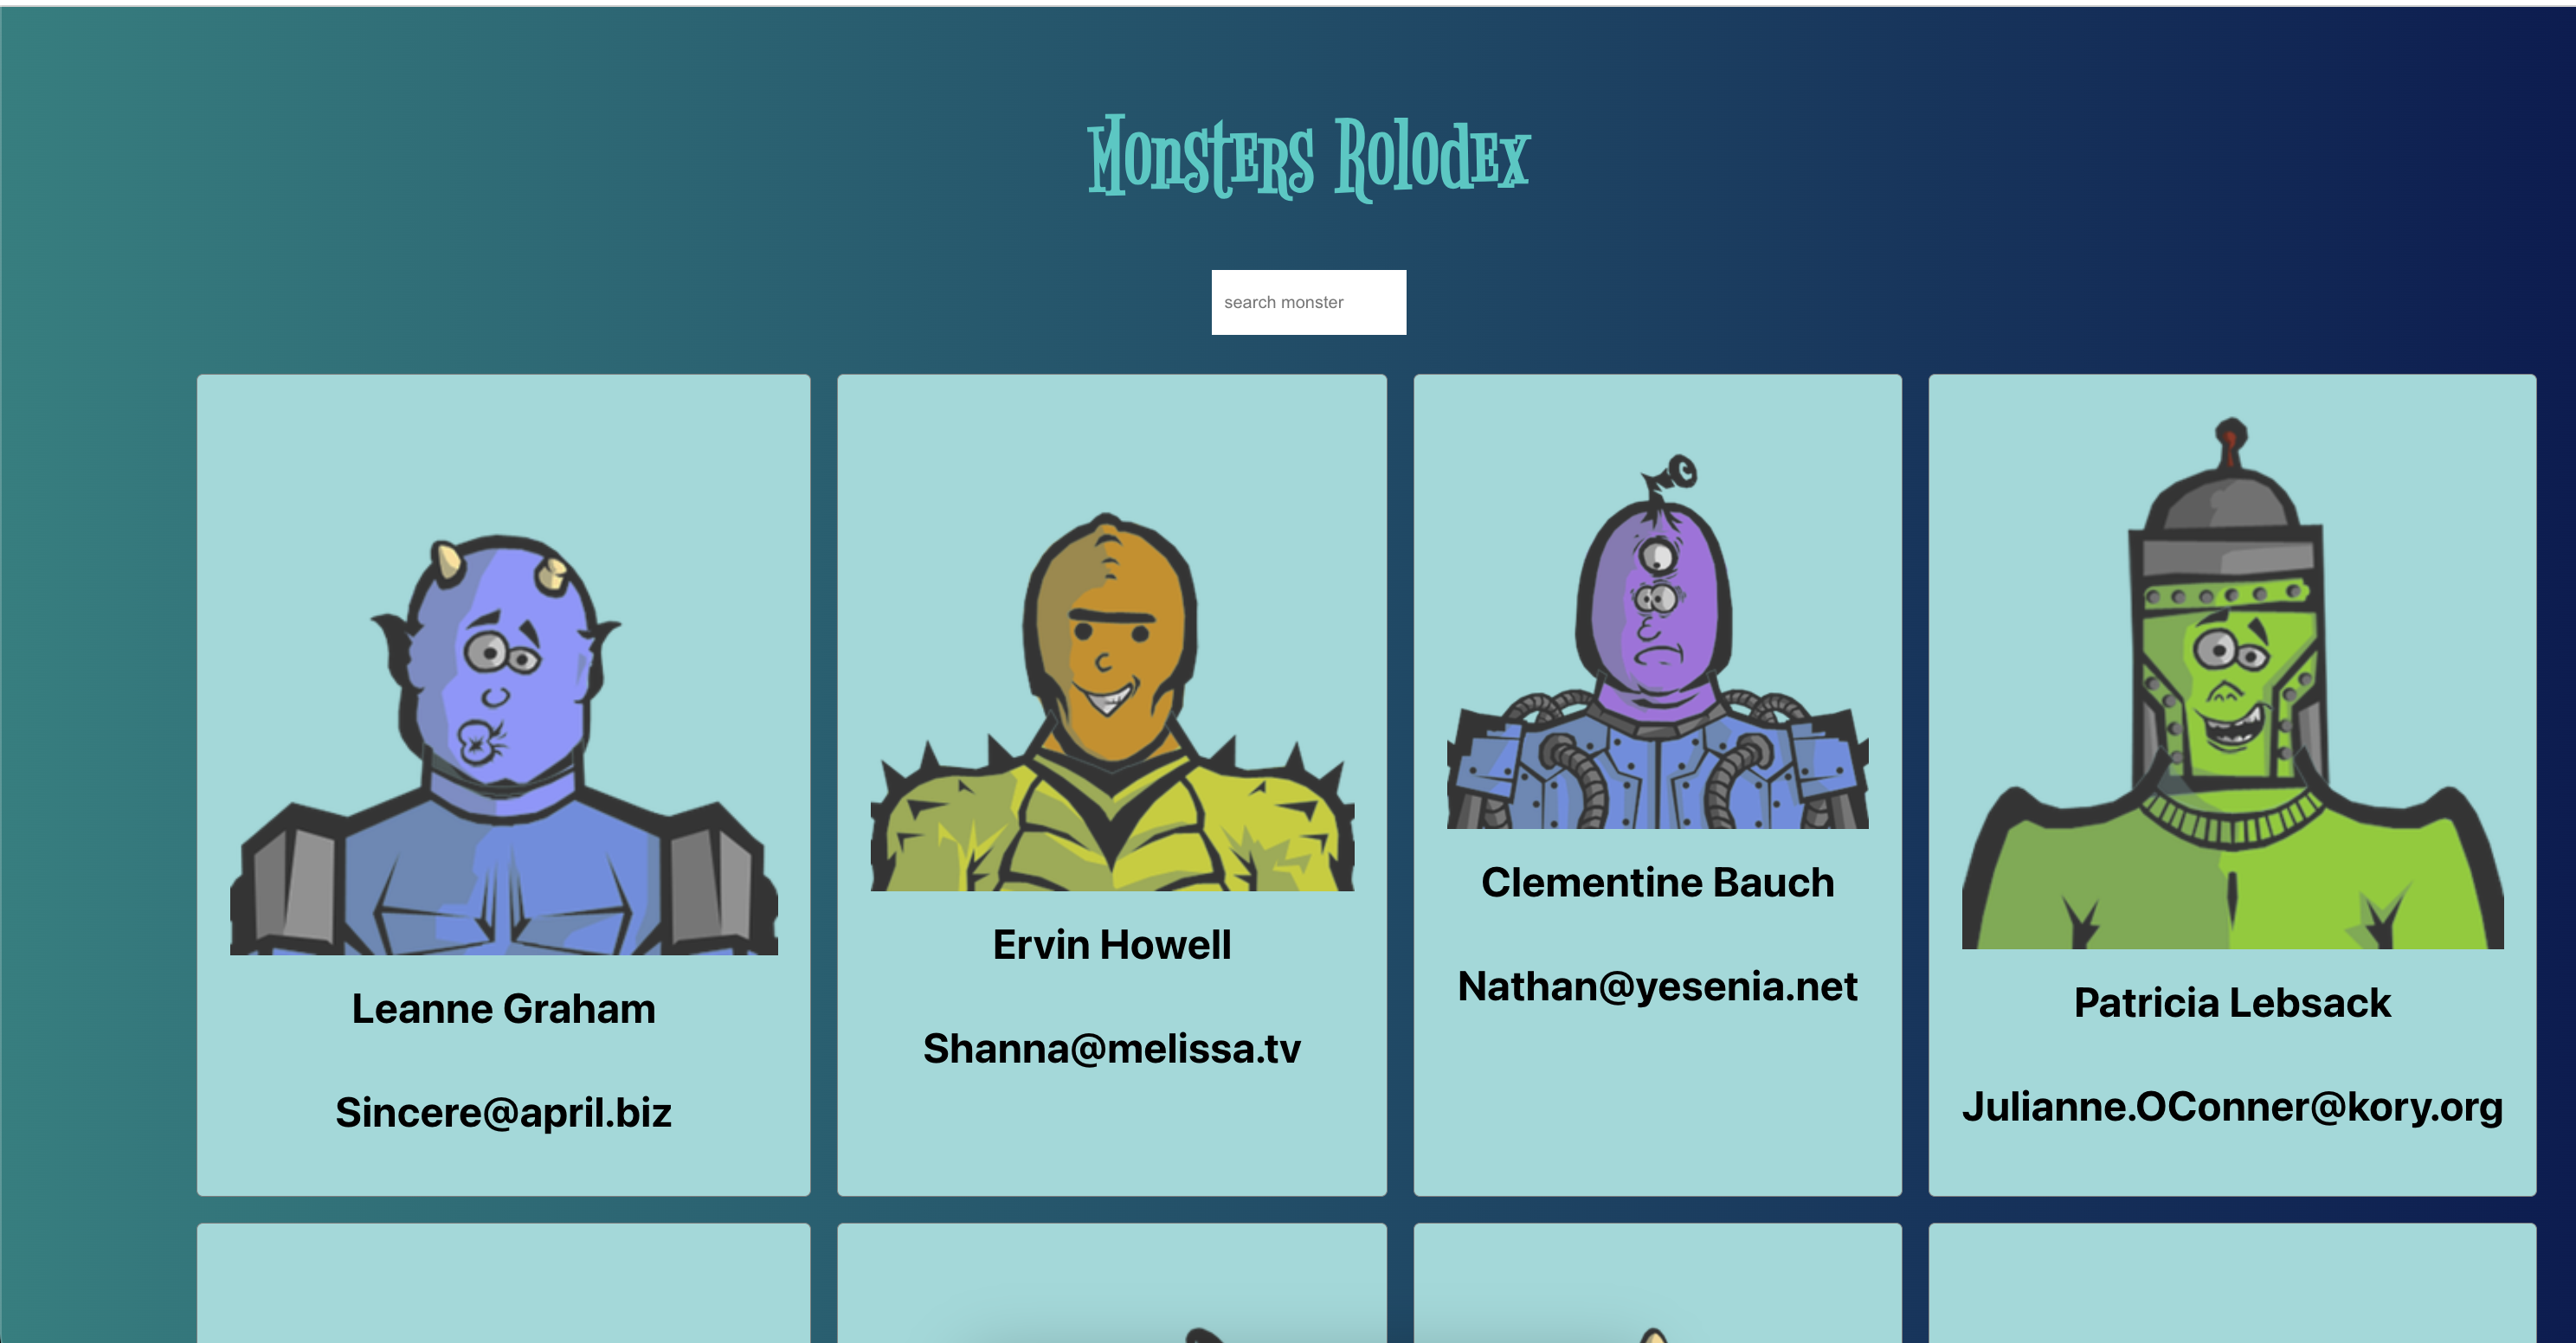 Monsters Rolodex
search monster
Leanne Graham
Sincere@april.biz
Ervin Howell
Shanna@melissa.tv
Clementine Bauch
Nathan@yesenia.net
Patricia Lebsack
Julianne.OConner@kory.org